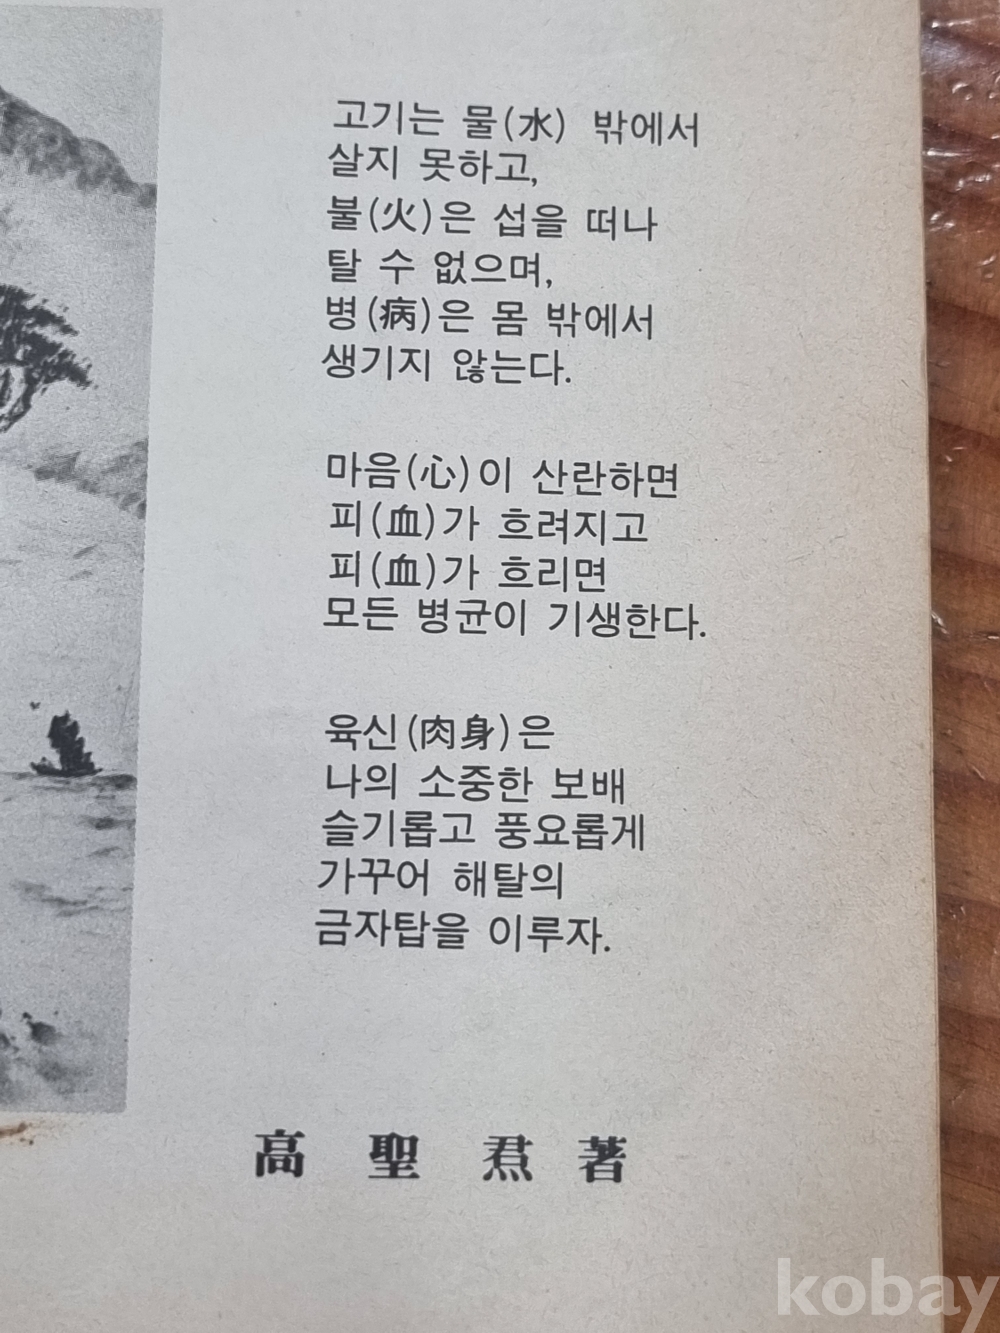 고기는 물(水) 밖에서
살지 못하고,
불(火)은 섭을 떠나
탈 수 없으며,
병(病)은 몸 밖에서
생기지 않는다.
마음(心)이 산란하면
피(血)가 흐려지고
피(血)가 흐리면
모든 병균이 기생한다.
육신(肉身)은
나의 소중한 보배
슬기롭고 풍요롭게
가꾸어 해탈의
금자탑을 이루자.
高 聖 焄 著
kobay